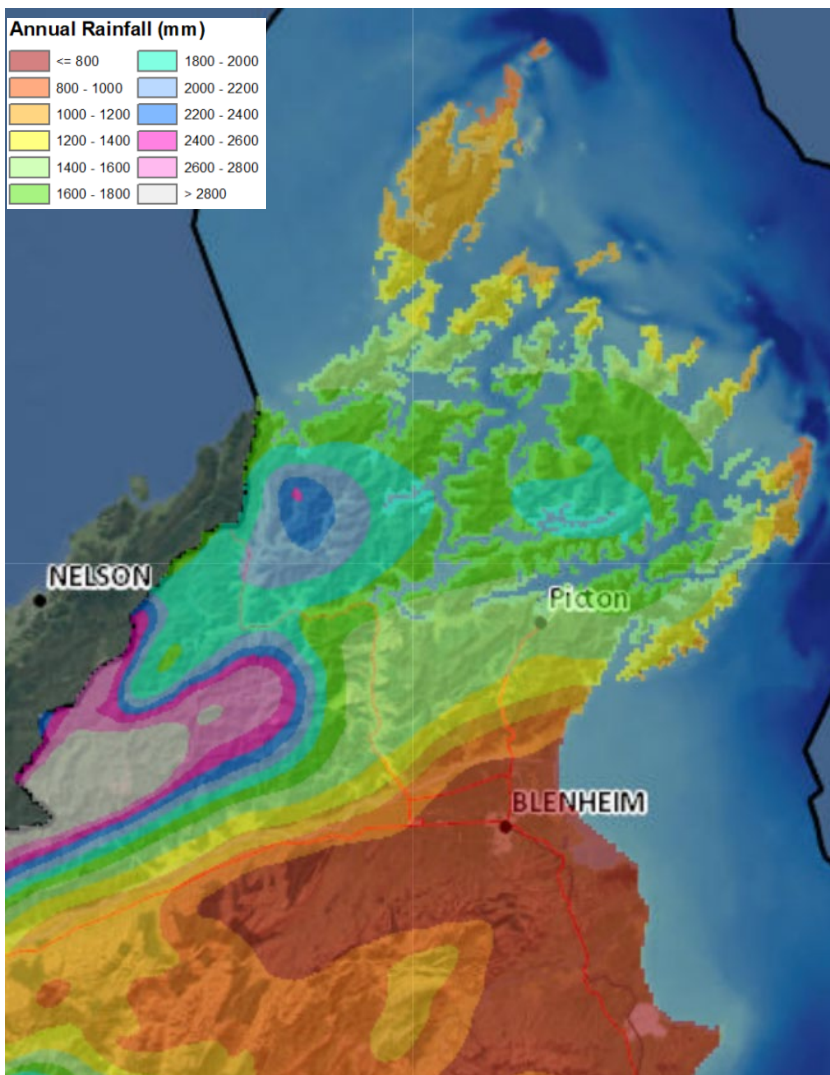 Annual Rainfall (mm)
<= 800
800 - 1000
1000 - 1200
1200 - 1400
1400 - 1600
1600 - 1800
1800 - 2000
2000 - 2200
2200 - 2400
2400 - 2600
2600 - 2800
> 2800
NELSON
Picton
BLENHEIM